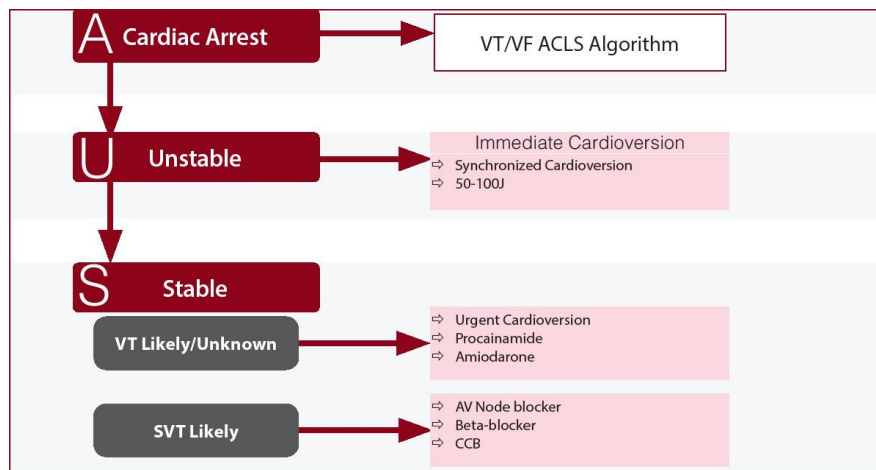 A Cardiac Arrest
VT/VF ACLS Algorithm
U Unstable
Immediate Cardioversion
⇨ Synchronized Cardioversion
⇨ 50-100J
S Stable
VT Likely/Unknown
⇨ Urgent Cardioversion
⇨ Procainamide
⇨ Amiodarone
SVT Likely
⇨ AV Node blocker
⇨ Beta-blocker
⇨ CCB